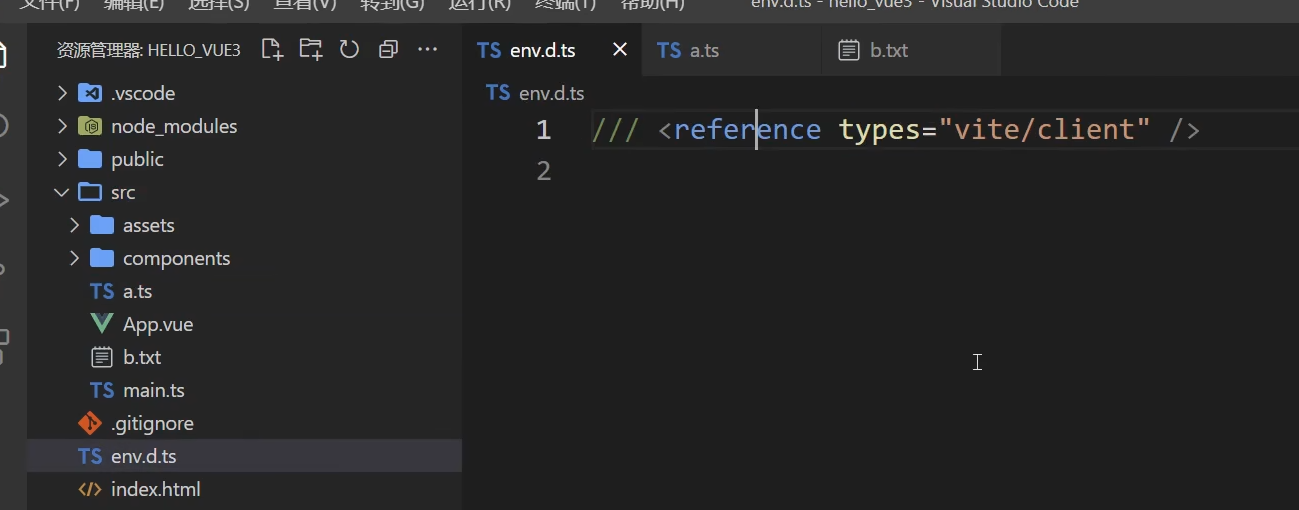 文件(F) 编辑(E) 选择(S) 查看(V) 转到(G) 运行(R) 终端(T) 帮助(H) env.d.ts - hello_vue3 - Visual Studio Code
资源管理器: HELLO_VUE3
.vscode
node_modules
public
src
assets
components
TS a.ts
App.vue
b.txt
TS main.ts
.gitignore
TS env.d.ts
</> index.html
TS env.d.ts × TS a.ts b.txt
TS env.d.ts
1 /// <reference types="vite/client" />
2